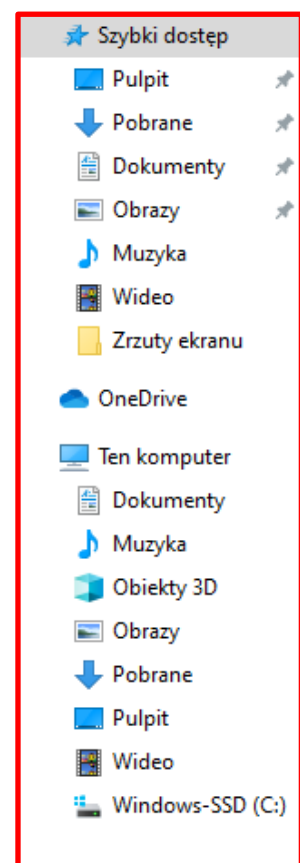 Szybki dostęp
Pulpit
Pobrane
Dokumenty
Obrazy
Muzyka
Wideo
Zrzuty ekranu
OneDrive
Ten komputer
Dokumenty
Muzyka
Obiekty 3D
Obrazy
Pobrane
Pulpit
Wideo
Windows-SSD (C:)